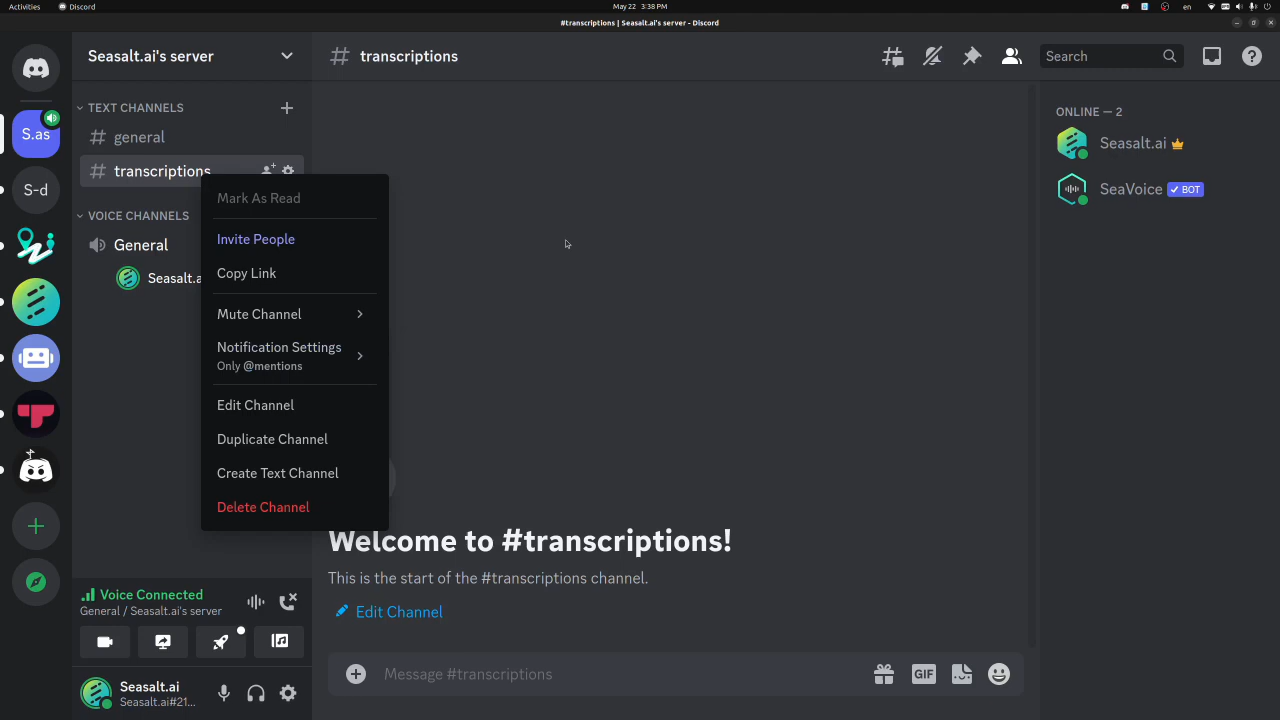 Activities
Discord
May 22 3:38 PM
en
#transcriptions | Seasalt.ai's server - Discord
Seasalt.ai's server
transcriptions
Search
TEXT CHANNELS
general
transcriptions
VOICE CHANNELS
General
Seasalt.a
S.as
S-d
Mark As Read
Invite People
Copy Link
Mute Channel
Notification Settings
Only @mentions
Edit Channel
Duplicate Channel
Create Text Channel
Delete Channel
ONLINE — 2
Seasalt.ai
SeaVoice
BOT
Welcome to #transcriptions!
This is the start of the #transcriptions channel.
Edit Channel
Voice Connected
General / Seasalt.ai's server
Seasalt.ai
Seasalt.ai#21...
Message #transcriptions
GIF